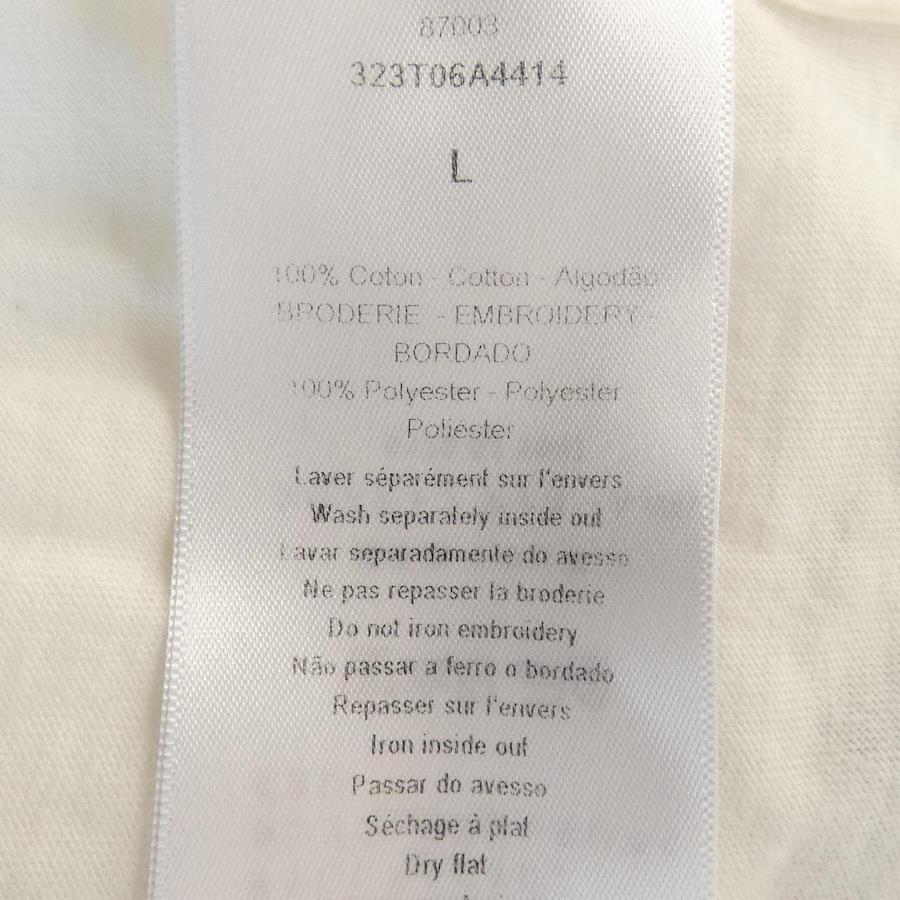 87003
323T06A4414
L
100% Coton - Cotton - Algodão
BRODERIE - EMBROIDERY -
BORDADO
100% Polyester - Polyester
Poliéster
Laver séparément sur l'envers
Wash separately inside out
Lavar separadamente do avesso
Ne pas repasser la broderie
Do not iron embroidery
Não passar a ferro o bordado
Repasser sur l'envers
Iron inside out
Passar do avesso
Séchage à plat
Dry flat